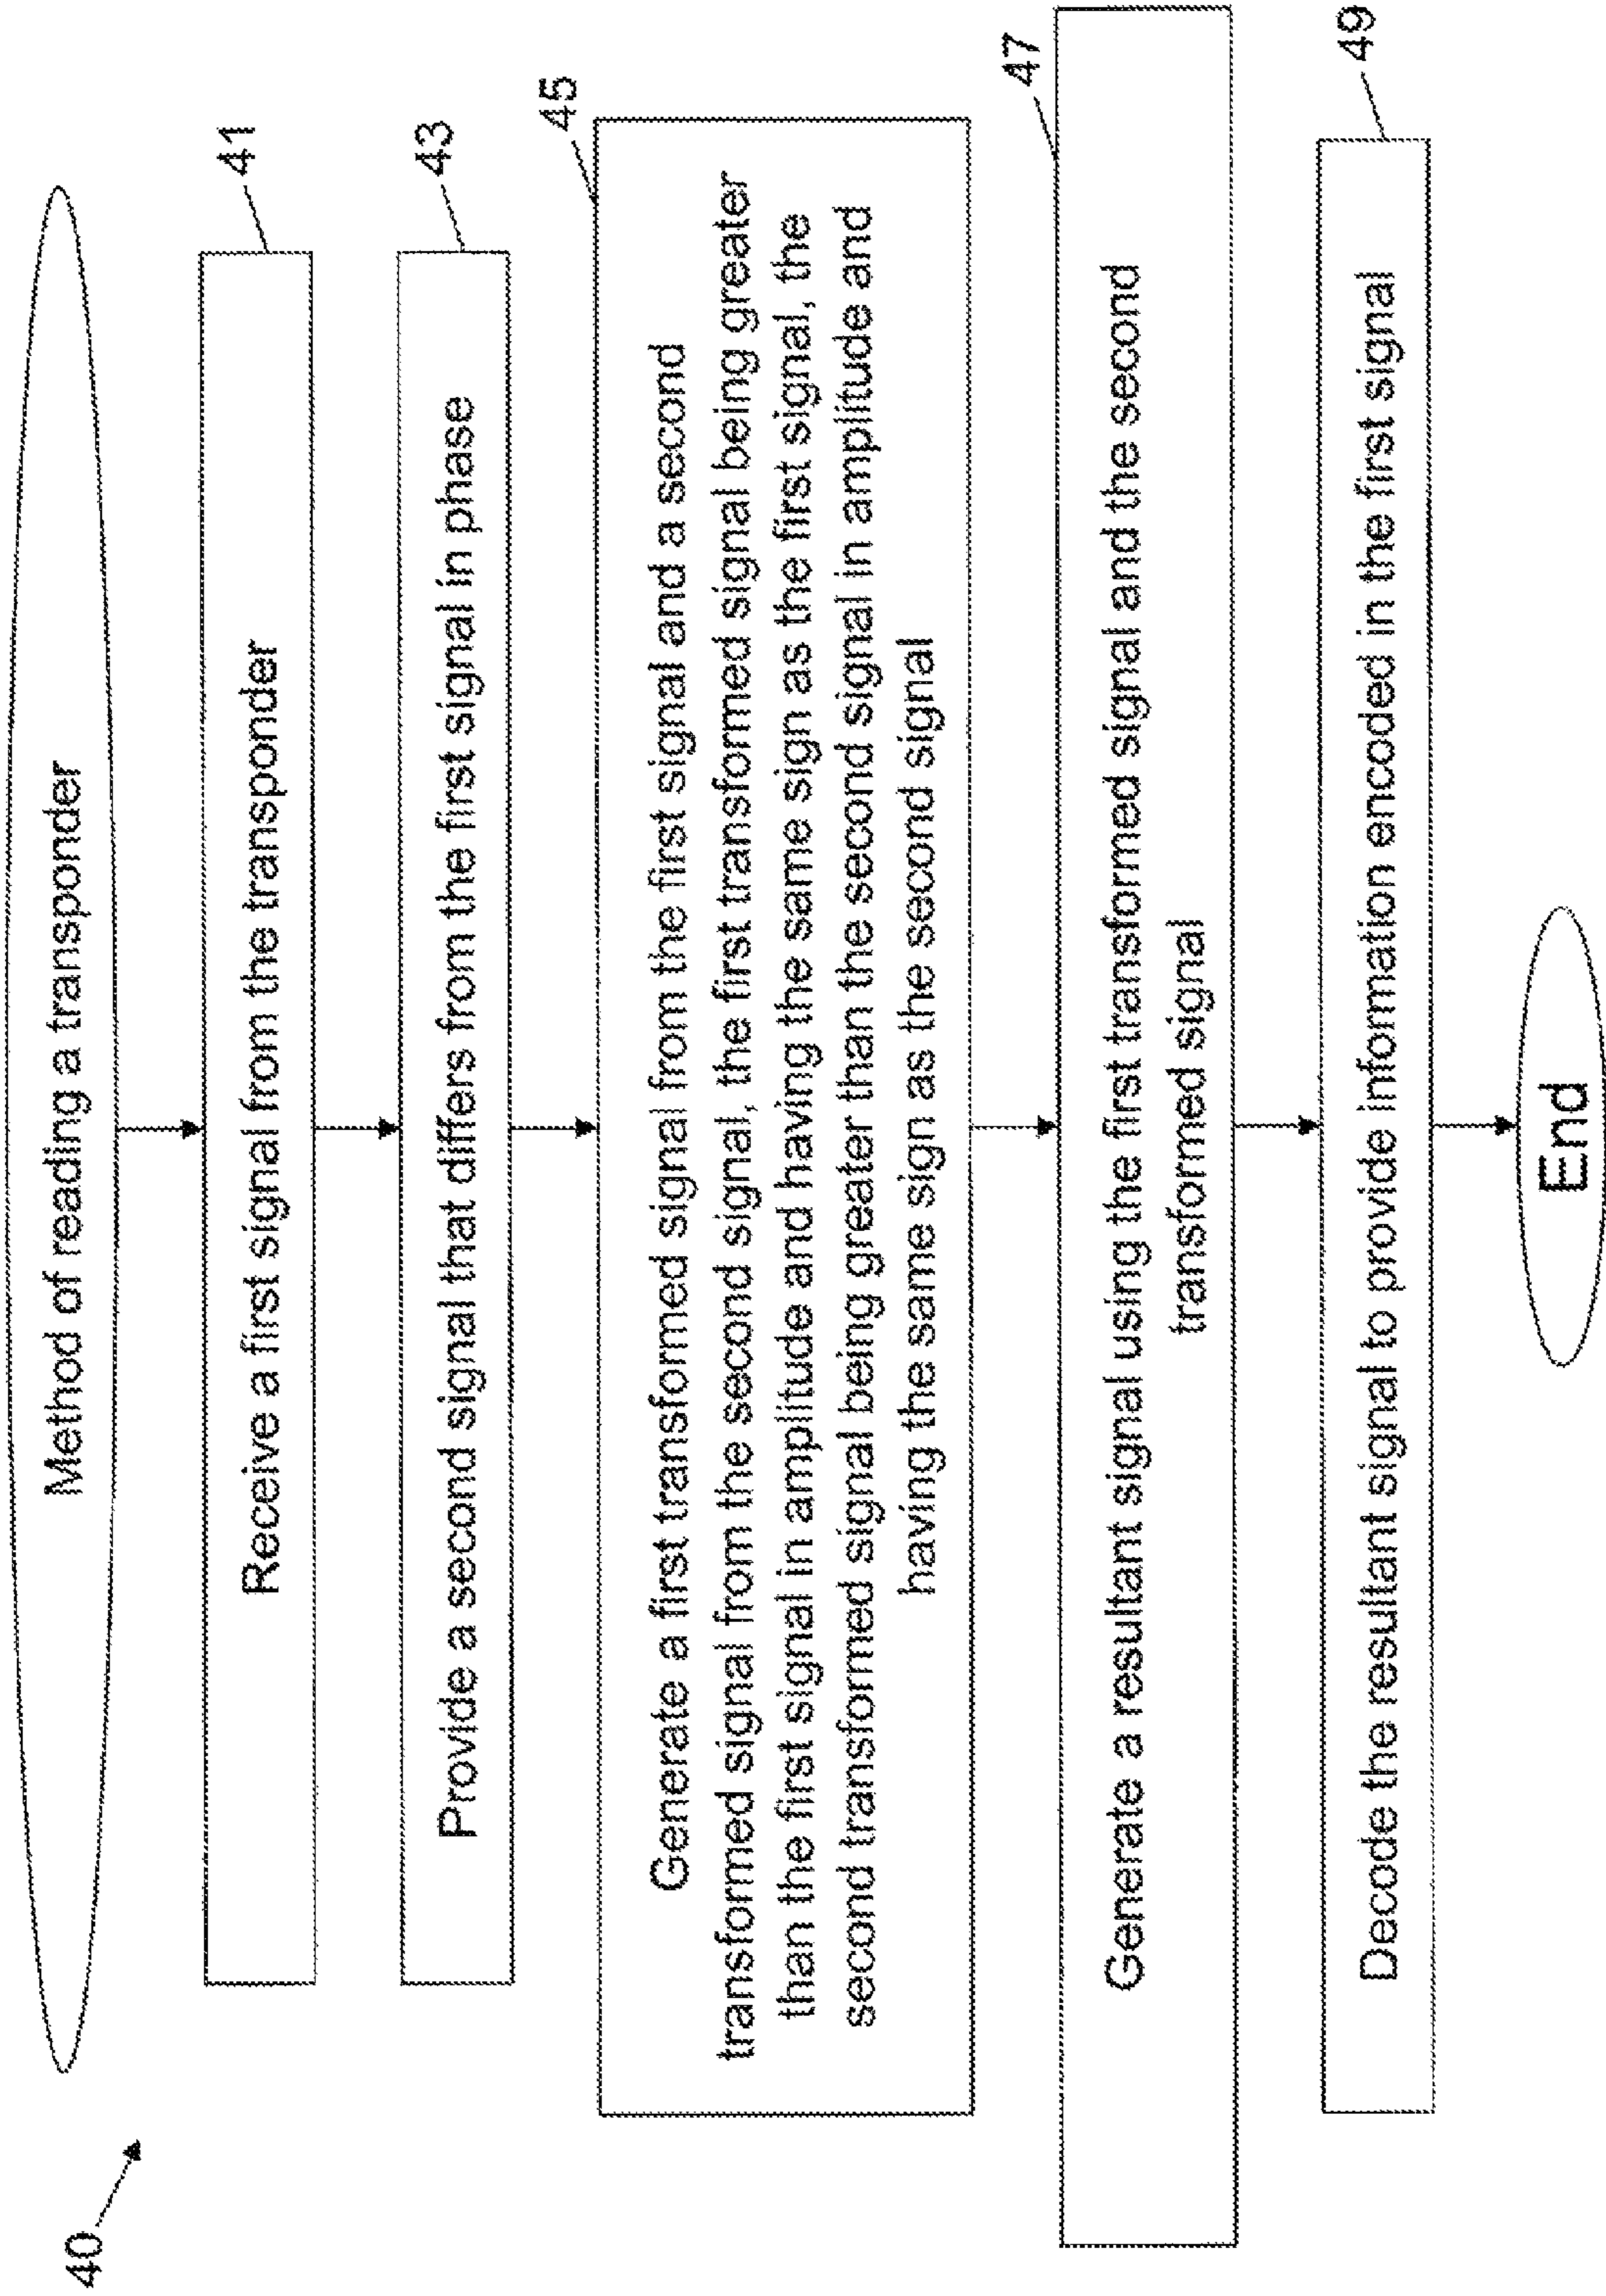 40
Method of reading a transponder
41
Receive a first signal from the transponder
43
Provide a second signal that differs from the first signal in phase
45
Generate a first transformed signal from the first signal and a second
transformed signal from the second signal, the first transformed signal being greater
than the first signal in amplitude and having the same sign as the first signal, the
second transformed signal being greater than the second signal in amplitude and
having the same sign as the second signal
47
Generate a resultant signal using the first transformed signal and the second
transformed signal
49
Decode the resultant signal to provide information encoded in the first signal
End